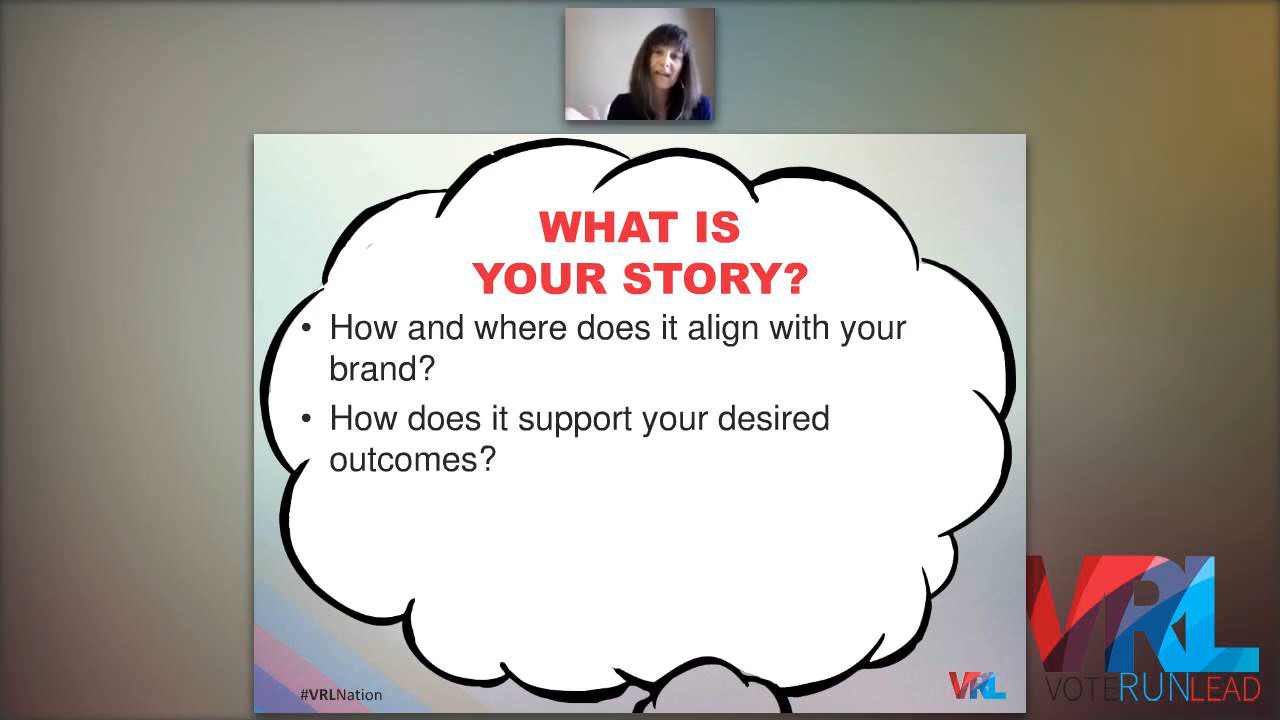 WHAT IS
YOUR STORY?
• How and where does it align with your
brand?
• How does it support your desired
outcomes?
#VRLNation
VRL
VRL
VOTERUNLEAD